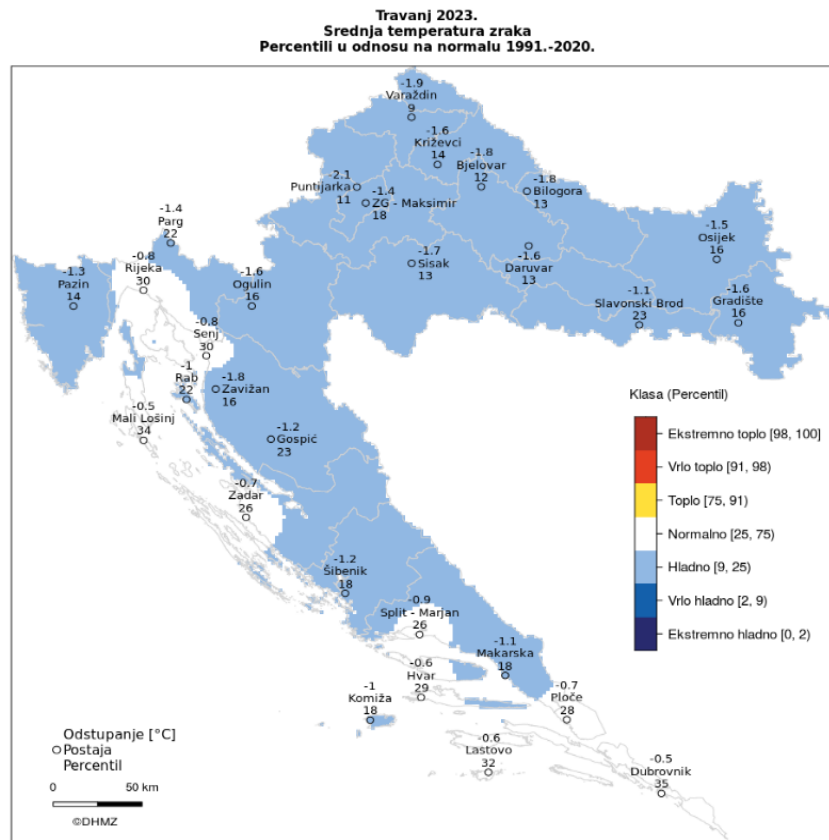 Travanj 2023.
Srednja temperatura zraka
Percentili u odnosu na normalu 1991.-2020.
-1.9
Varaždin
9
-1.6
Križevci
14
-1.8
Bjelovar
12
-2.1
Puntijarka
11
-1.4
ZG - Maksimir
18
-1.8
Bilogora
13
-1.4
Parg
22
-0.8
Rijeka
30
-1.3
Pazin
14
-1.6
Ogulin
16
-1.7
Sisak
13
-1.6
Daruvar
13
-1.5
Osijek
16
-1.1
Slavonski Brod
23
-1.6
Gradište
16
-0.8
Senj
30
-1
Rab
22
-1.8
Zavižan
16
-0.5
Mali Lošinj
34
-1.2
Gospić
23
-0.7
Zadar
26
-1.2
Šibenik
18
-0.9
Split - Marjan
26
-1.1
Makarska
18
-0.6
Hvar
29
-1
Komiža
18
-0.7
Ploče
28
-0.6
Lastovo
32
-0.5
Dubrovnik
35
Klasa (Percentil)
Ekstremno toplo [98, 100]
Vrlo toplo [91, 98)
Toplo [75, 91)
Normalno [25, 75)
Hladno [9, 25)
Vrlo hladno [2, 9)
Ekstremno hladno [0, 2)
Odstupanje [°C]
Postaja
Percentil
0 50 km
©DHMZ